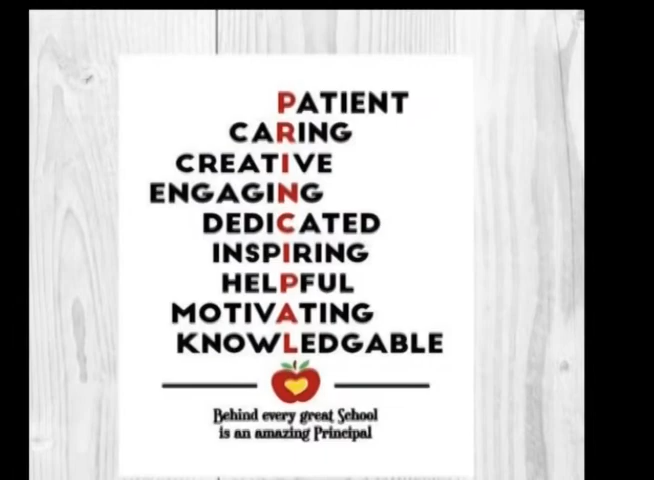 PATIENT
CARING
CREATIVE
ENGAGING
DEDICATED
INSPIRING
HELPFUL
MOTIVATING
KNOWLEDGABLE
Behind every great School
is an amazing Principal